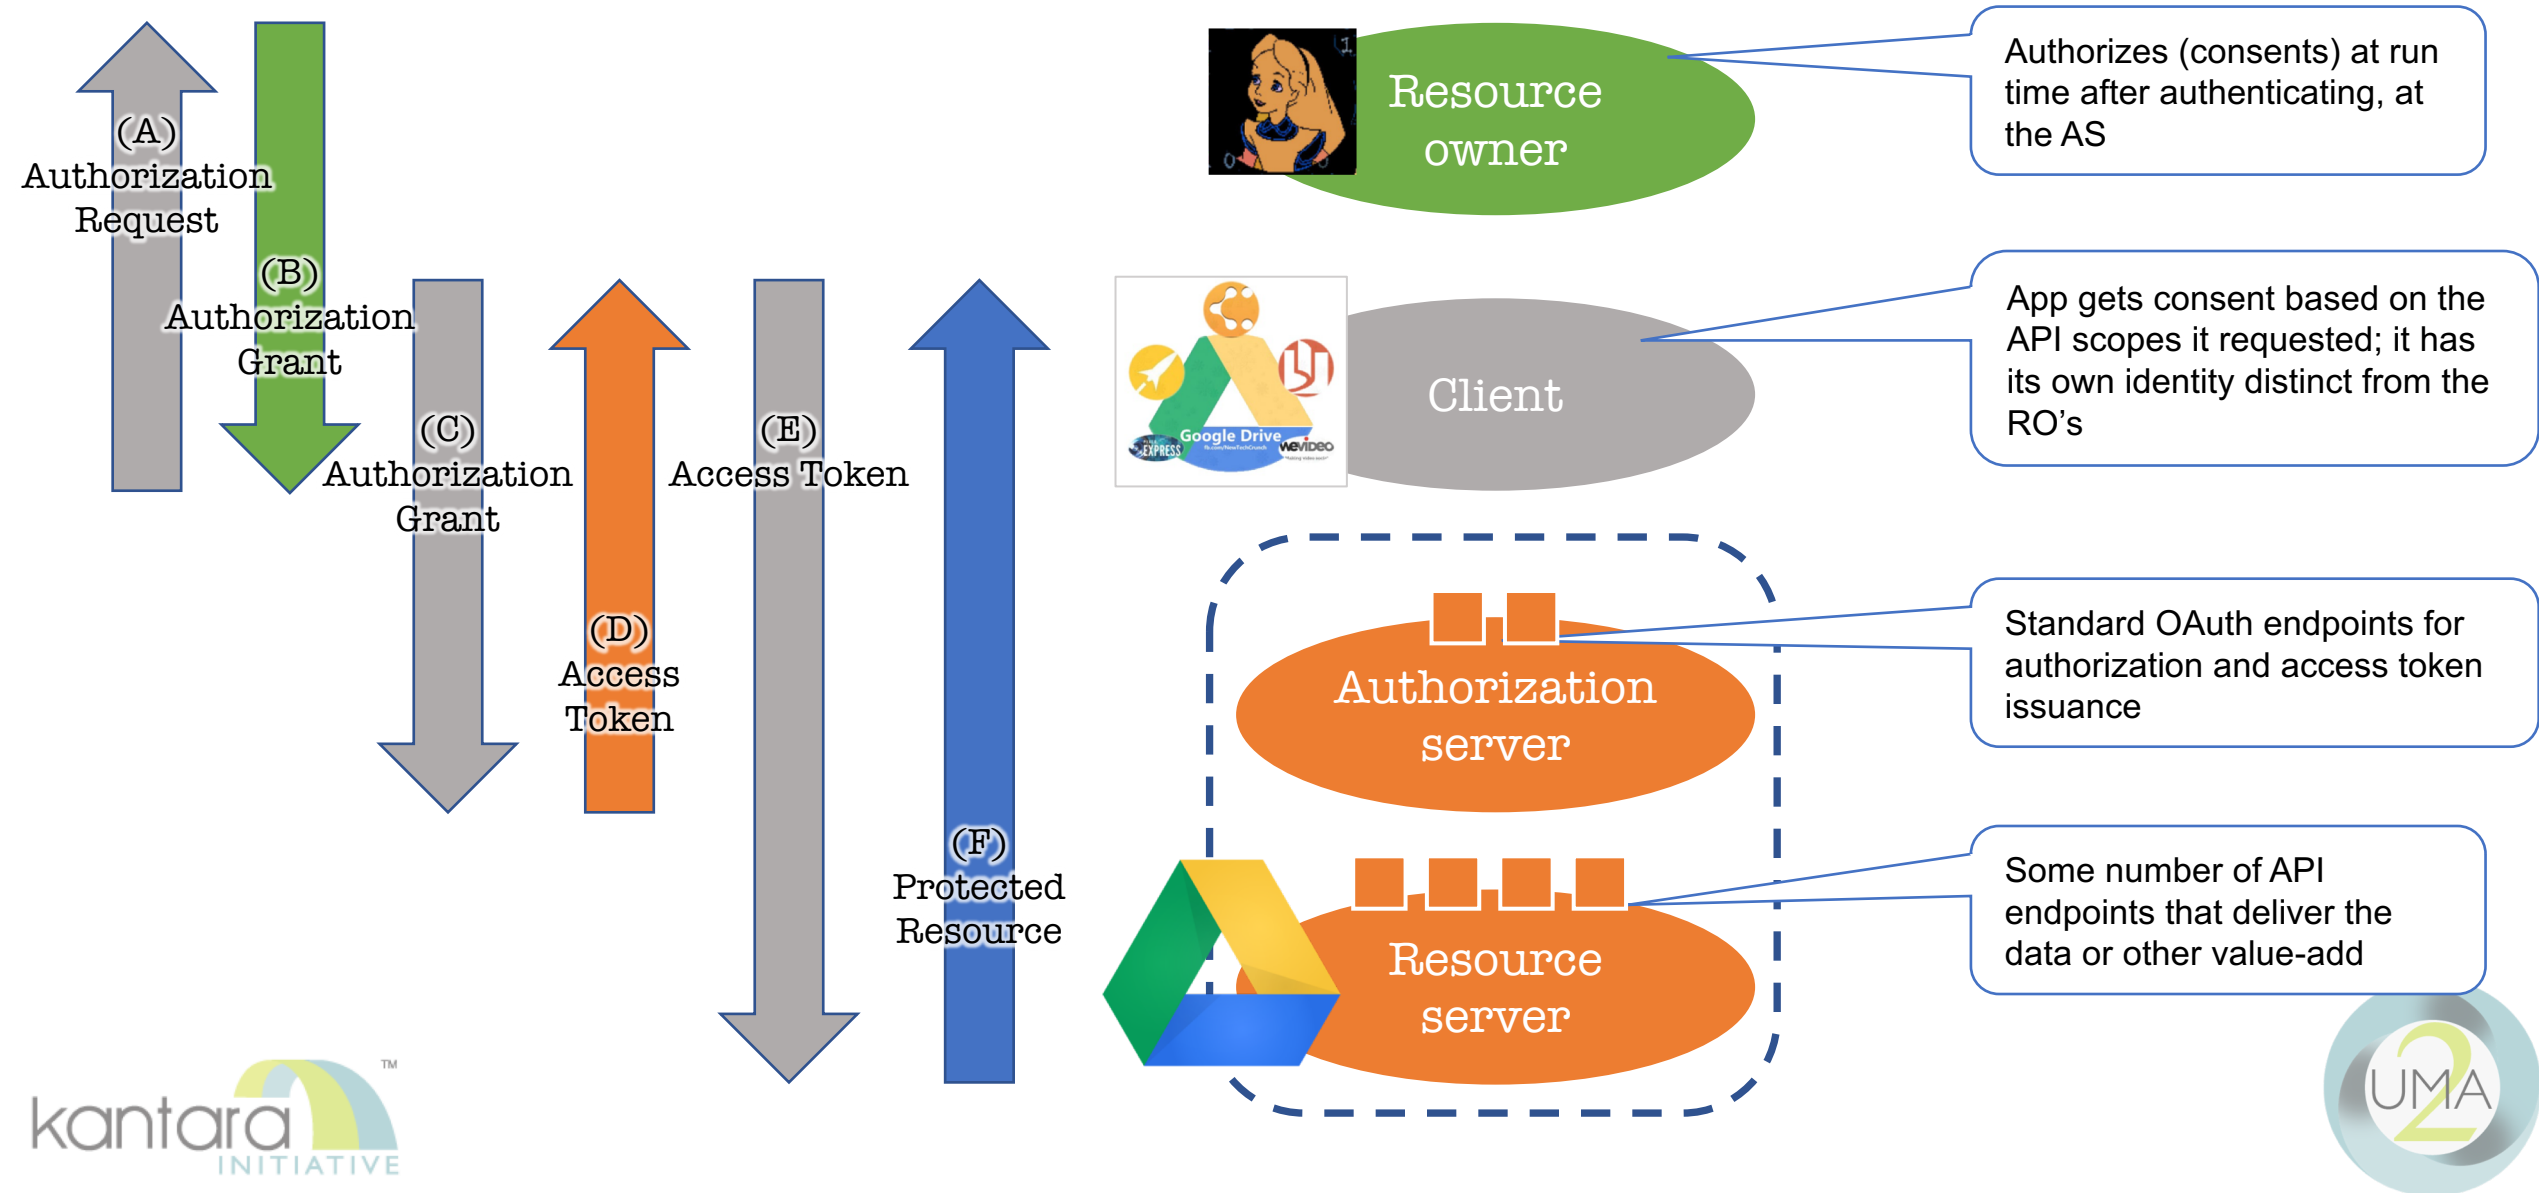 (A)
Authorization
Request
(B)
Authorization
Grant
(C)
Authorization
Grant
(D)
Access
Token
(E)
Access Token
(F)
Protected
Resource
1
0
Resource
owner
Authorizes (consents) at run
time after authenticating, at
the AS
Google Drive
EXPRESS
WEVIDEO
Client
App gets consent based on the
API scopes it requested; it has
its own identity distinct from the
RO’s
Authorization
server
Standard OAuth endpoints for
authorization and access token
issuance
Resource
server
Some number of API
endpoints that deliver the
data or other value-add
kantara
INITIATIVE
TM
UMA
2